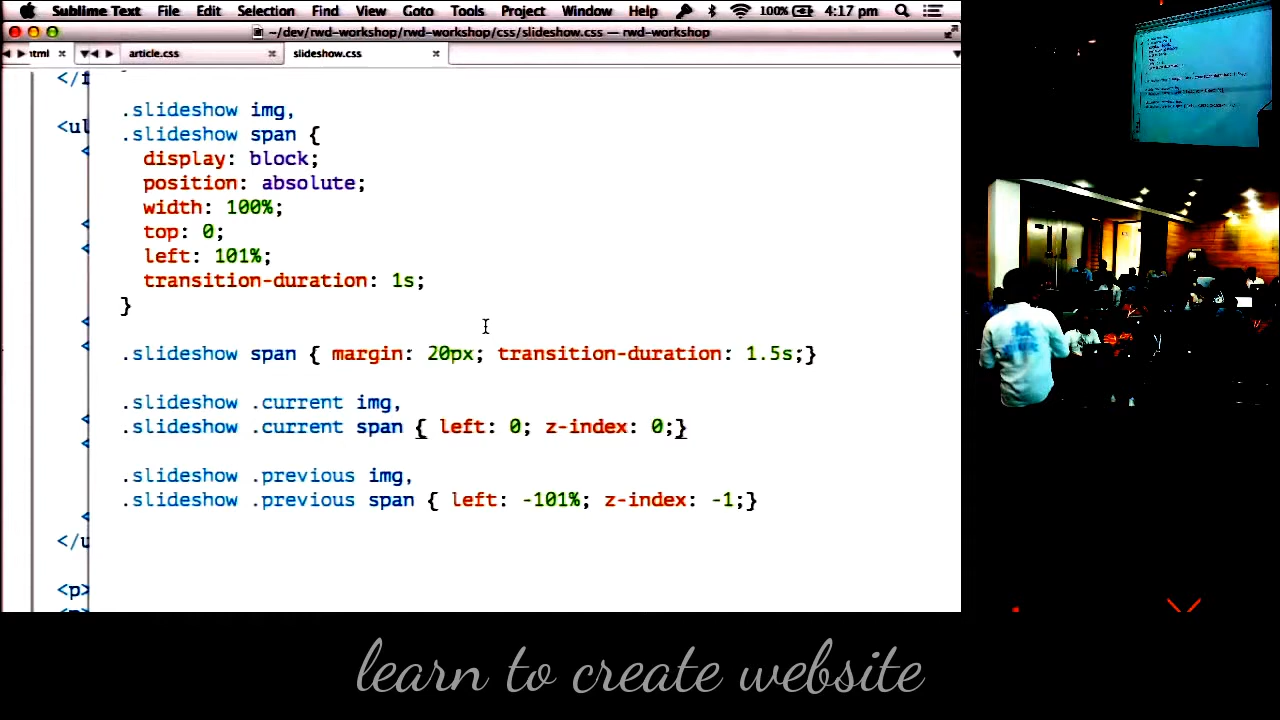 Sublime Text File Edit Selection Find View Goto Tools Project Window Help 100% 4:17 pm
~/dev/rwd-workshop/rwd-workshop/css/slideshow.css — rwd-workshop
html article.css slideshow.css
</f
.slideshow img,
<ul
.slideshow span {
display: block;
position: absolute;
width: 100%;
top: 0;
left: 101%;
transition-duration: 1s;
}
.slideshow span { margin: 20px; transition-duration: 1.5s;}
.slideshow .current img,
.slideshow .current span { left: 0; z-index: 0;}
.slideshow .previous img,
.slideshow .previous span { left: -101%; z-index: -1;}
</u
<p>
learn to create website